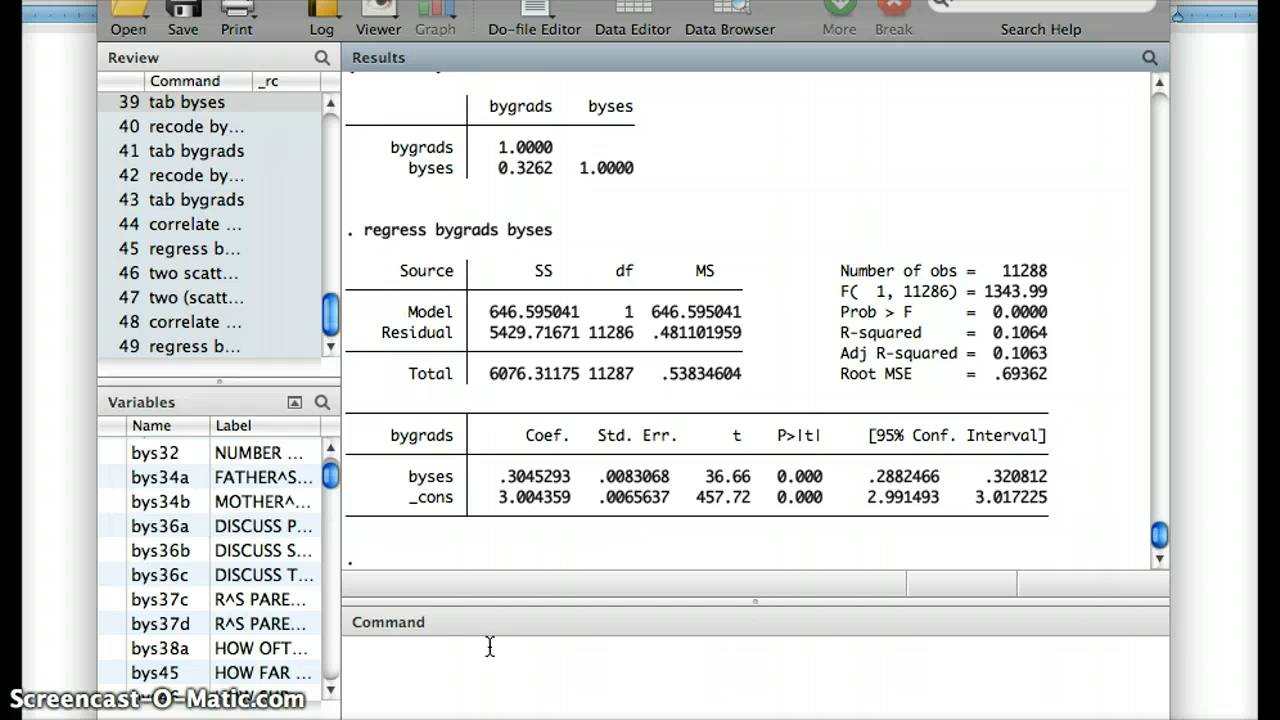 Open Save Print Log Viewer Graph Do-file Editor Data Editor Data Browser More Break Search Help
Review
Command _rc
39 tab byses
40 recode by...
41 tab bygrads
42 recode by...
43 tab bygrads
44 correlate ...
45 regress b...
46 two scatt...
47 two (scatt...
48 correlate ...
49 regress b...
Variables
Name Label
bys32 NUMBER ...
bys34a FATHER^S...
bys34b MOTHER^...
bys36a DISCUSS P...
bys36b DISCUSS S...
bys36c DISCUSS T...
bys37c R^S PARE...
bys37d R^S PARE...
bys38a HOW OFT...
bys45 HOW FAR ...
Results
bygrads byses
bygrads 1.0000
byses 0.3262 1.0000
. regress bygrads byses
Source SS df MS
Model 646.595041 1 646.595041
Residual 5429.71671 11286 .481101959
Total 6076.31175 11287 .53834604
Number of obs = 11288
F( 1, 11286) = 1343.99
Prob > F = 0.0000
R-squared = 0.1064
Adj R-squared = 0.1063
Root MSE = .69362
bygrads Coef. Std. Err. t P>|t| [95% Conf. Interval]
byses .3045293 .0083068 36.66 0.000 .2882466 .320812
_cons 3.004359 .0065637 457.72 0.000 2.991493 3.017225
.
Command
Screencast-O-Matic.com